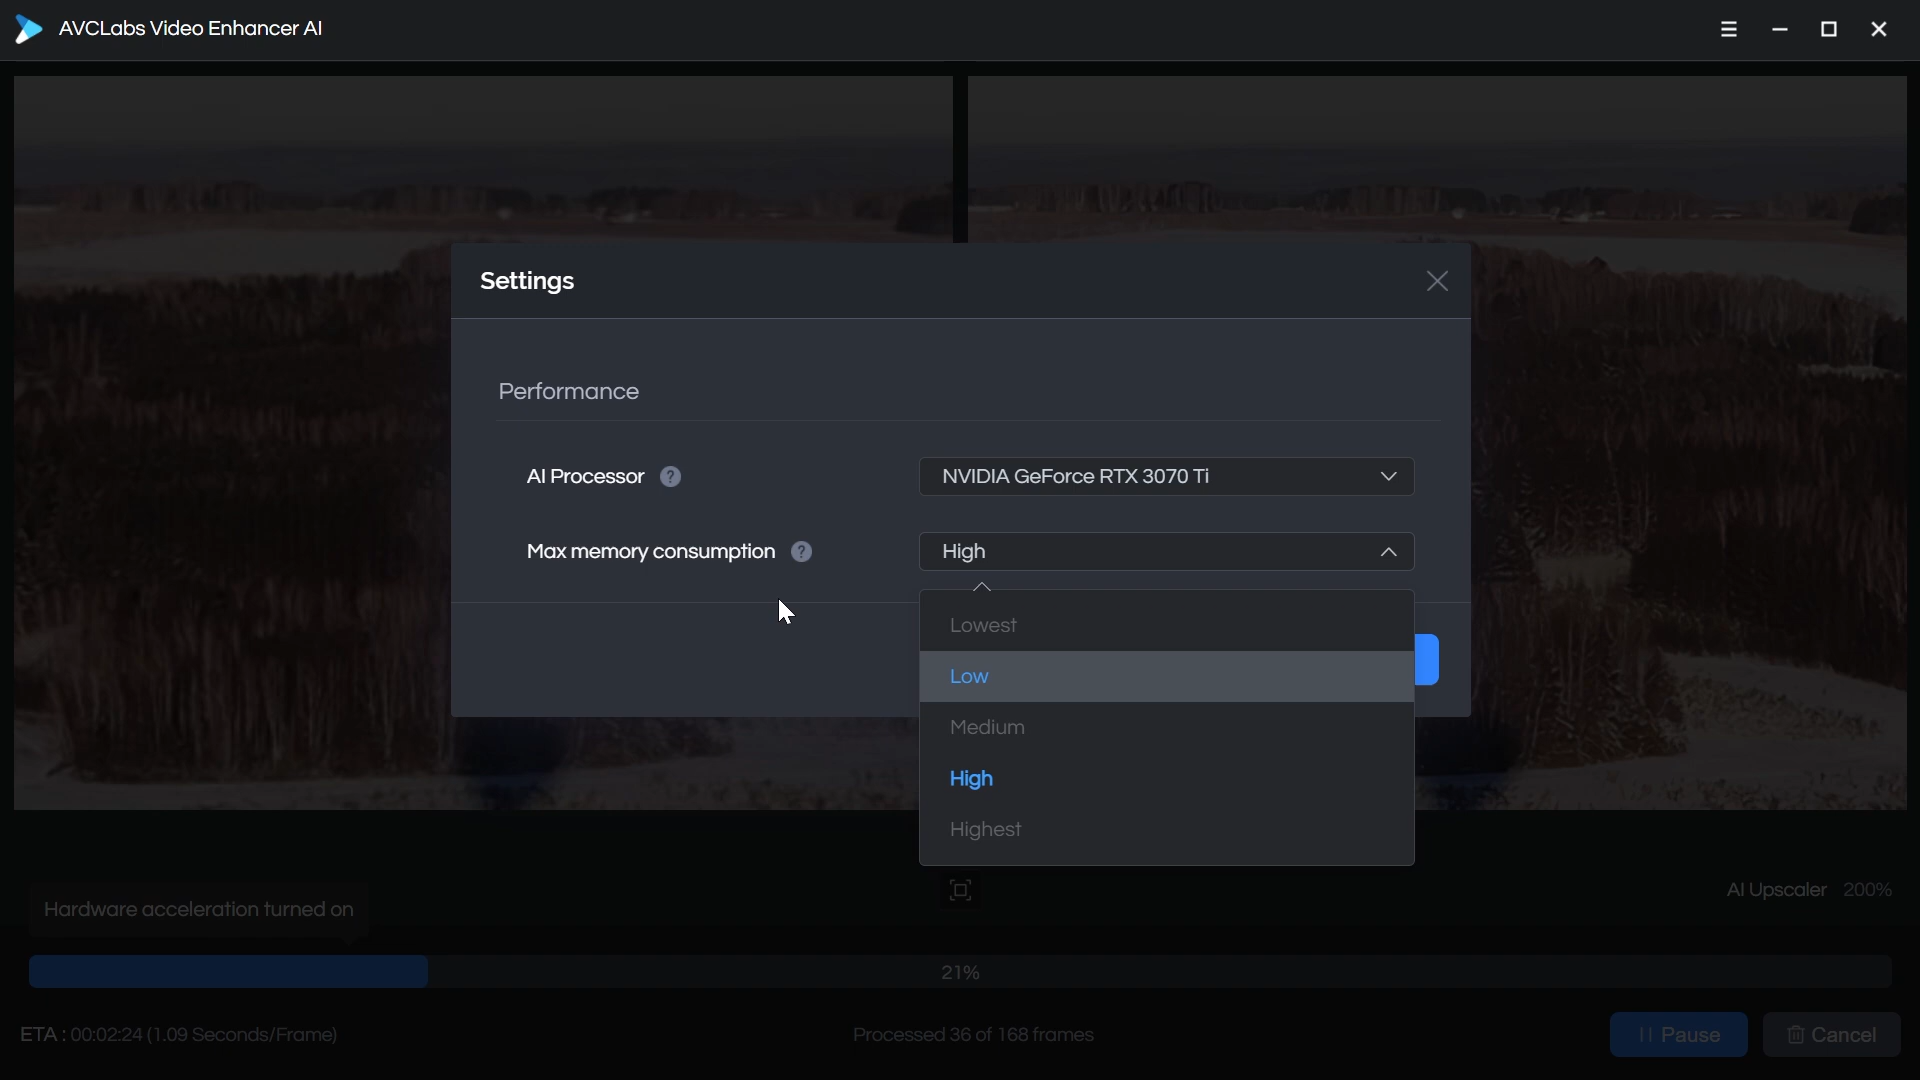 AVCLabs Video Enhancer AI
Settings
Performance
AI Processor ?
NVIDIA GeForce RTX 3070 Ti
Max memory consumption ?
High
Lowest
Low
Medium
High
Highest
Hardware acceleration turned on
AI Upscaler 200%
21%
ETA : 00:02:24 (1.09 Seconds/Frame)
Processed 36 of 168 frames
Pause
Cancel